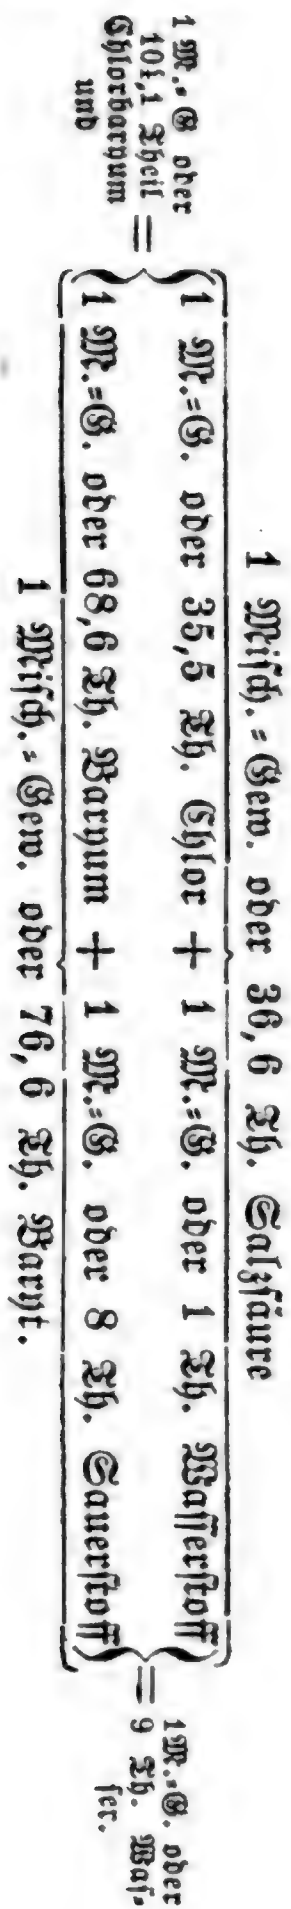 1 Misch.=Gew. oder 36,6 Th. Salzsäure
1 M.=G oder
101,1 Theil
Chlorbaryum
und
=
1 M.=G. oder 35,5 Th. Chlor + 1 M.=G. oder 1 Th. Wasserstoff
1 M.=G. oder 68,6 Th. Baryum + 1 M.=G. oder 8 Th. Sauerstoff
=
1 M.=G. oder
9 Th. Was-
ser.
1 Misch.=Gew. oder 76,6 Th. Baryt.